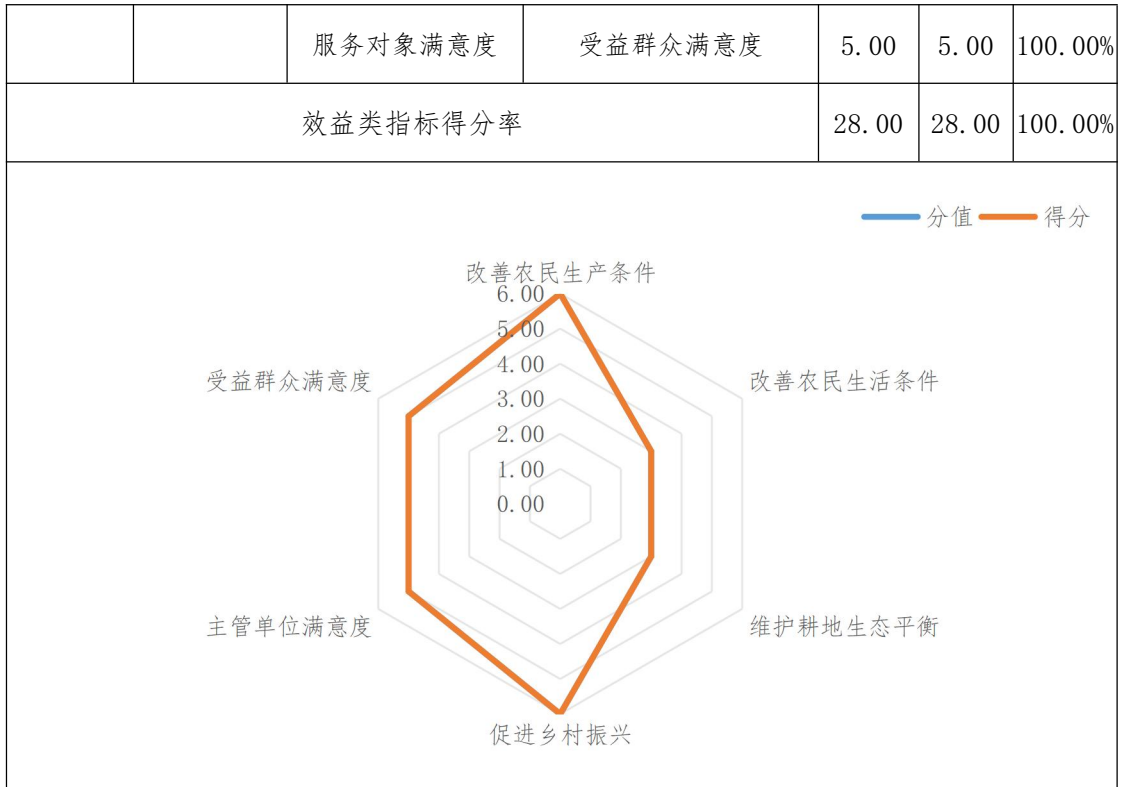 服务对象满意度 受益群众满意度 5.00 5.00 100.00%
效益类指标得分率 28.00 28.00 100.00%
分值 得分
改善农民生产条件
6.00
5.00
受益群众满意度 4.00 改善农民生活条件
3.00
2.00
1.00
0.00
主管单位满意度 维护耕地生态平衡
促进乡村振兴